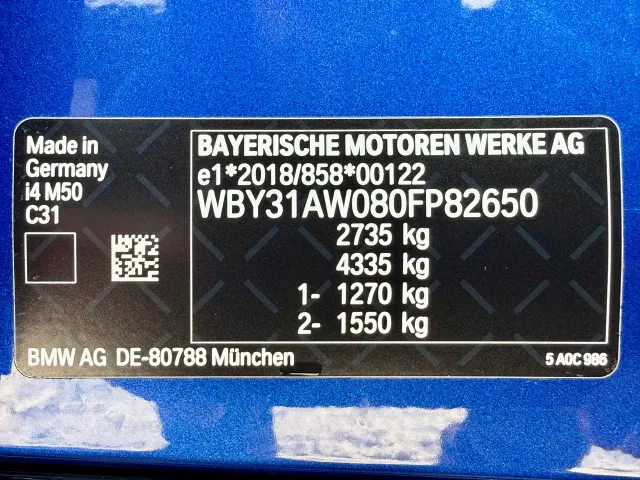 Made in
Germany
i4 M50
C31
BAYERISCHE MOTOREN WERKE AG
e1*2018/858*00122
WBY31AW080FP82650
2735 kg
4335 kg
1- 1270 kg
2- 1550 kg
BMW AG DE-80788 München
5 A0C 986